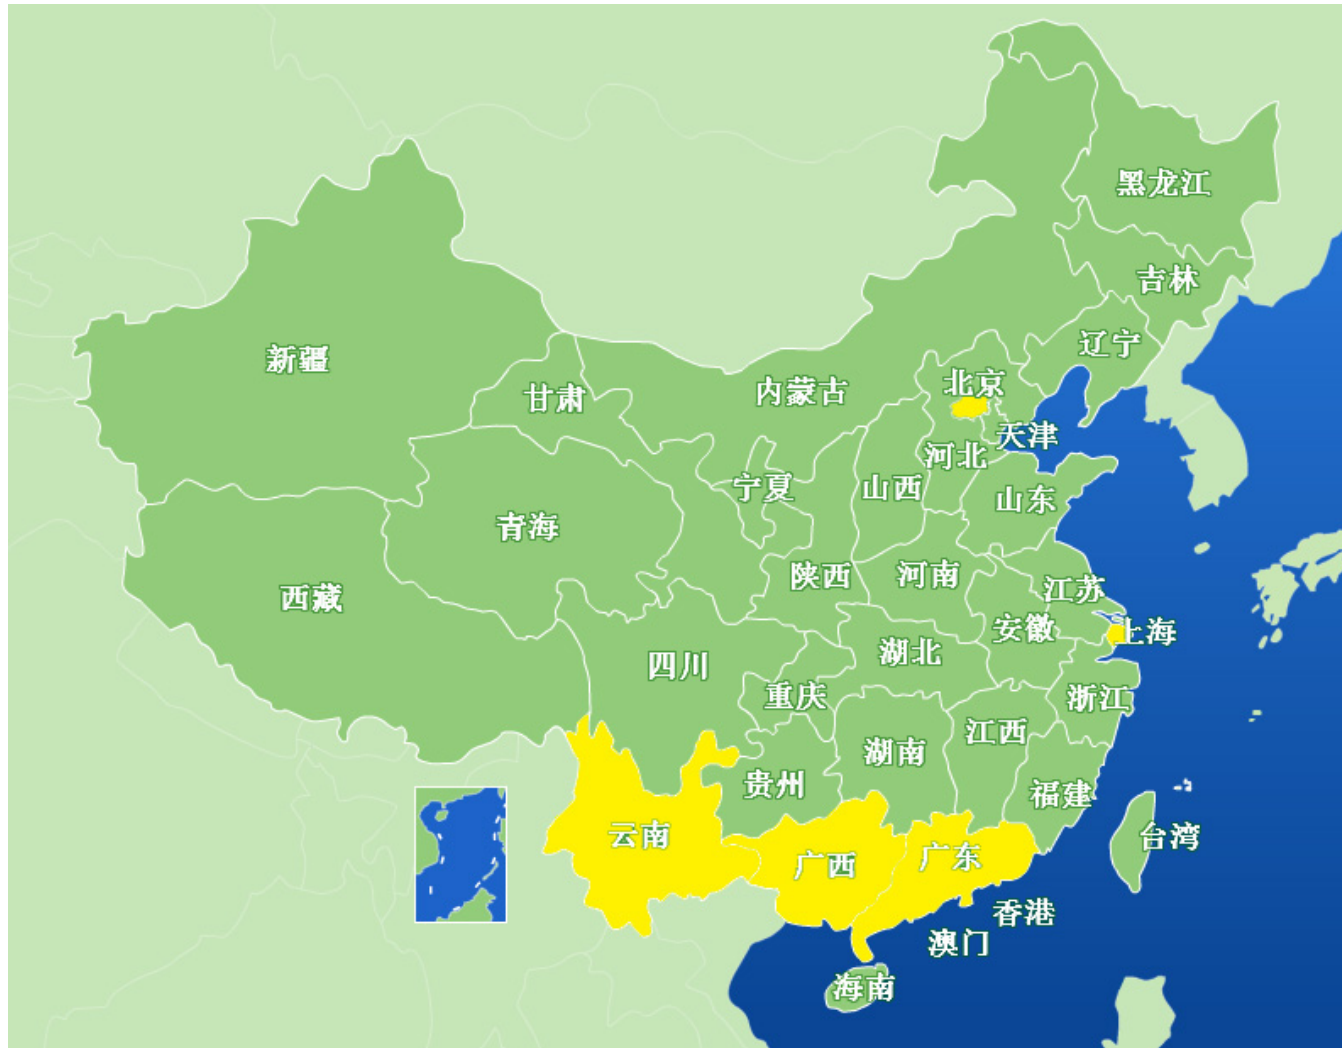 黑龙江
吉林
辽宁
新疆
甘肃
内蒙古
北京
天津
河北
宁夏
山西
山东
青海
陕西
河南
江苏
西藏
安徽
上海
四川
湖北
重庆
浙江
湖南
江西
贵州
福建
云南
广西
广东
台湾
香港
澳门
海南